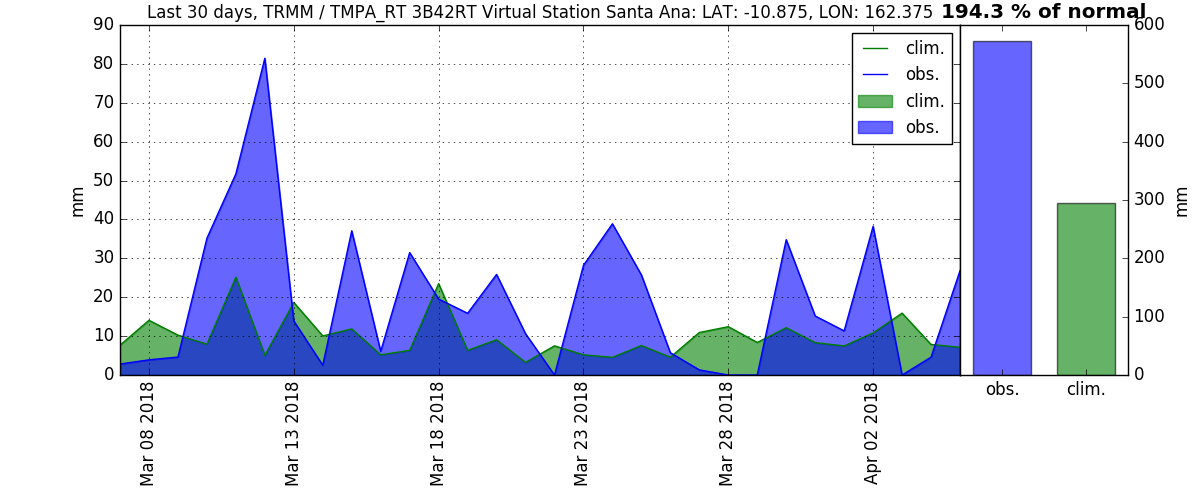 Last 30 days, TRMM / TMPA_RT 3B42RT Virtual Station Santa Ana: LAT: -10.875, LON: 162.375 194.3 % of normal
90
80
70
60
50
40
30
20
10
0
mm
clim.
obs.
clim.
obs.
600
500
400
300
200
100
0
mm
obs. clim.
Mar 08 2018
Mar 13 2018
Mar 18 2018
Mar 23 2018
Mar 28 2018
Apr 02 2018